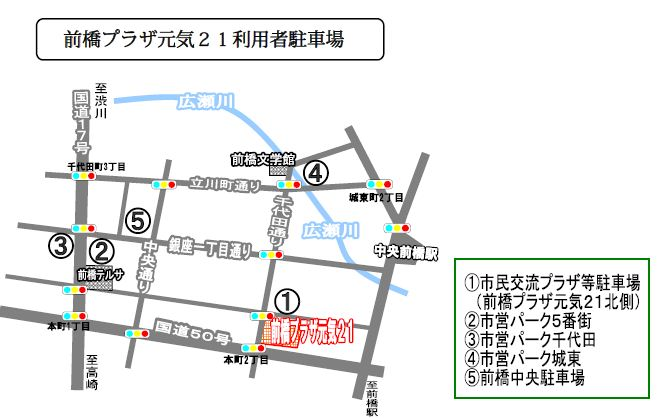 前橋プラザ元気21利用者駐車場
至渋川
国道17号
広瀬川
前橋文学館
④
千代田町3丁目
立川町通り
城東町2丁目
千代田通り
広瀬川
⑤
③
②
中央通り
銀座一丁目通り
中央前橋駅
前橋テルサ
①
本町1丁目
国道50号
前橋プラザ元気21
本町2丁目
至高崎
至前橋駅
①市民交流プラザ等駐車場
(前橋プラザ元気21北側)
②市営パーク5番街
③市営パーク千代田
④市営パーク城東
⑤前橋中央駐車場